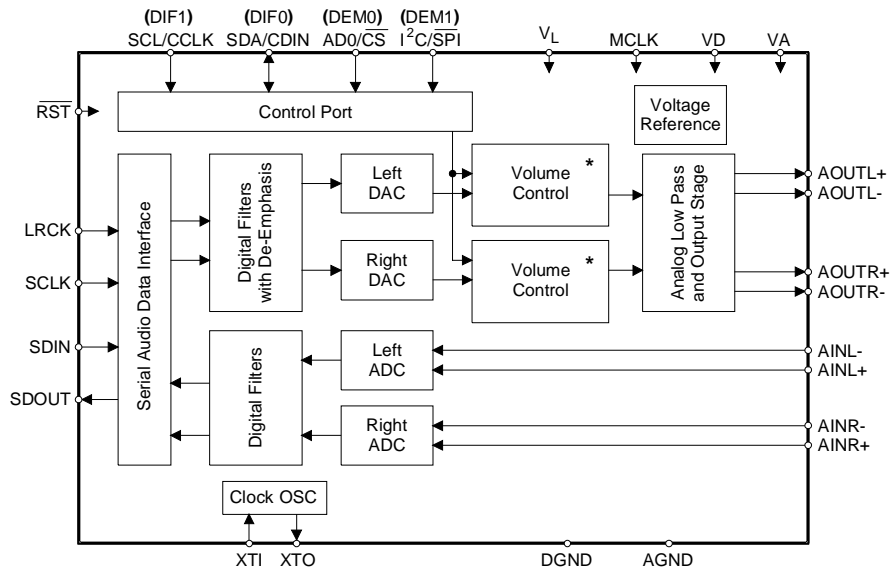 (DIF1) (DIF0) (DEM0) (DEM1)
SCL/CCLK SDA/CDIN AD0/C̅S̅ I²C/S̅P̅I VL MCLK VD VA
R̅S̅T̅
Control Port
Voltage
Reference
Serial Audio Data Interface
Digital Filters
with De-Emphasis
Left
DAC
Volume
Control
*
Analog Low Pass
and Output Stage
AOUTL+
AOUTL-
LRCK
Right
DAC
Volume
Control
*
AOUTR+
AOUTR-
SCLK
SDIN
SDOUT
Digital Filters
Left
ADC
AINL-
AINL+
Right
ADC
AINR-
AINR+
Clock OSC
XTI XTO DGND AGND